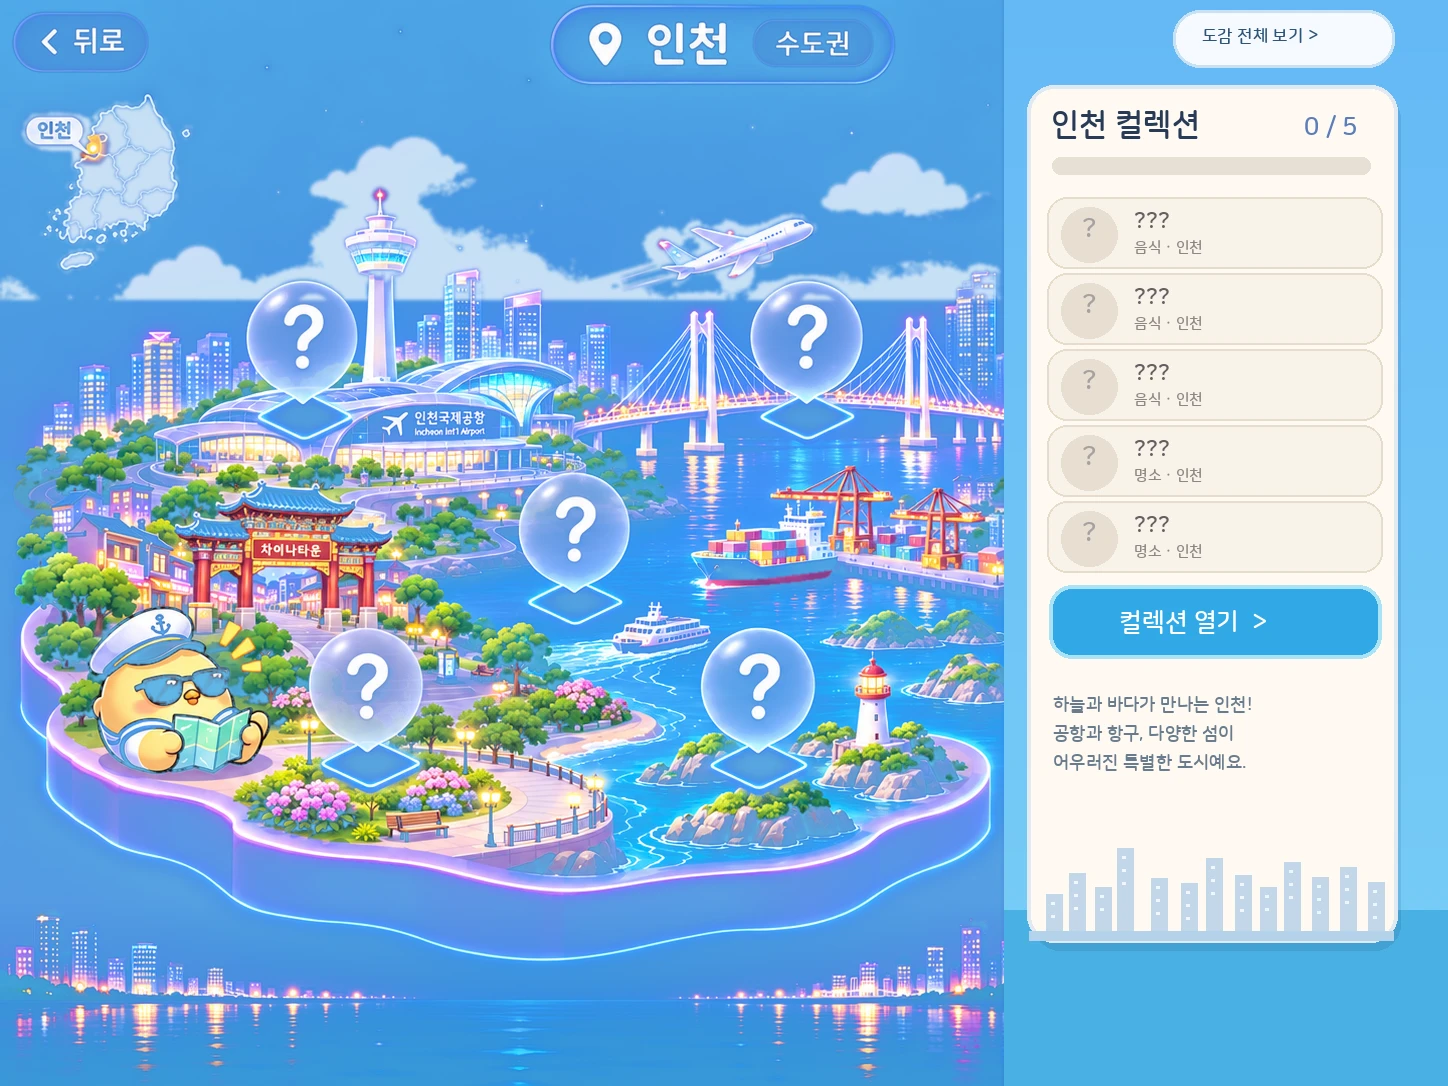 뒤로
인천 수도권
도감 전체 보기 >
인천
인천 컬렉션 0 / 5
?
???
음식 · 인천
?
???
음식 · 인천
?
???
음식 · 인천
?
???
명소 · 인천
?
???
명소 · 인천
컬렉션 열기 >
하늘과 바다가 만나는 인천!
공항과 항구, 다양한 섬이
어우러진 특별한 도시예요.
?
?
인천국제공항
Incheon Int'l Airport
?
차이나타운
?
?